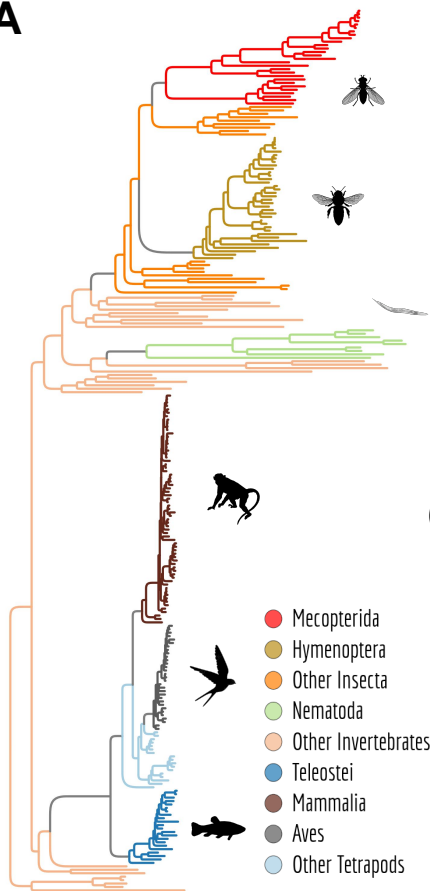 A
Mecopterida
Hymenoptera
Other Insecta
Nematoda
Other Invertebrates
Teleostei
Mammalia
Aves
Other Tetrapods